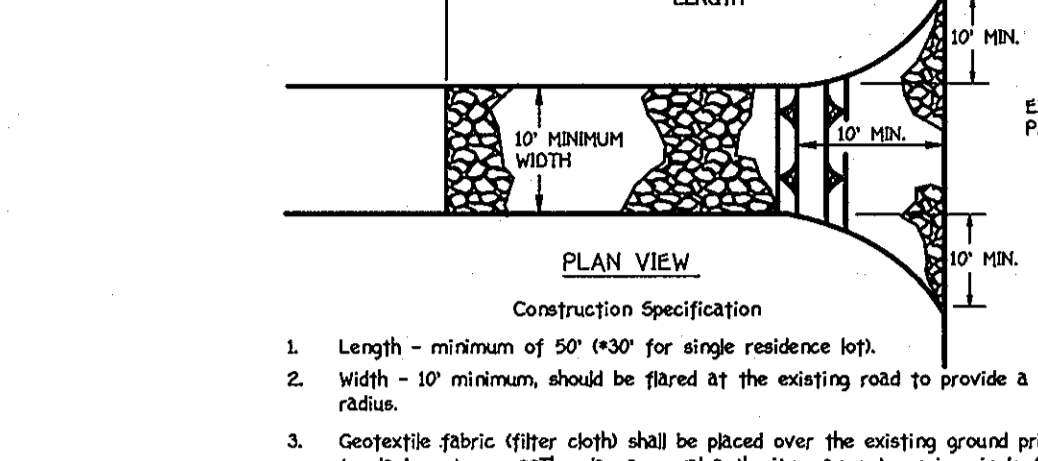 LENGTH
10' MIN.
10' MINIMUM
WIDTH
10' MIN.
10' MIN.
PLAN VIEW
Construction Specification
1. Length - minimum of 50' (*30' for single residence lot).
2. Width - 10' minimum, should be flared at the existing road to provide a
radius.
3. Geotextile fabric (filter cloth) shall be placed over the existing ground